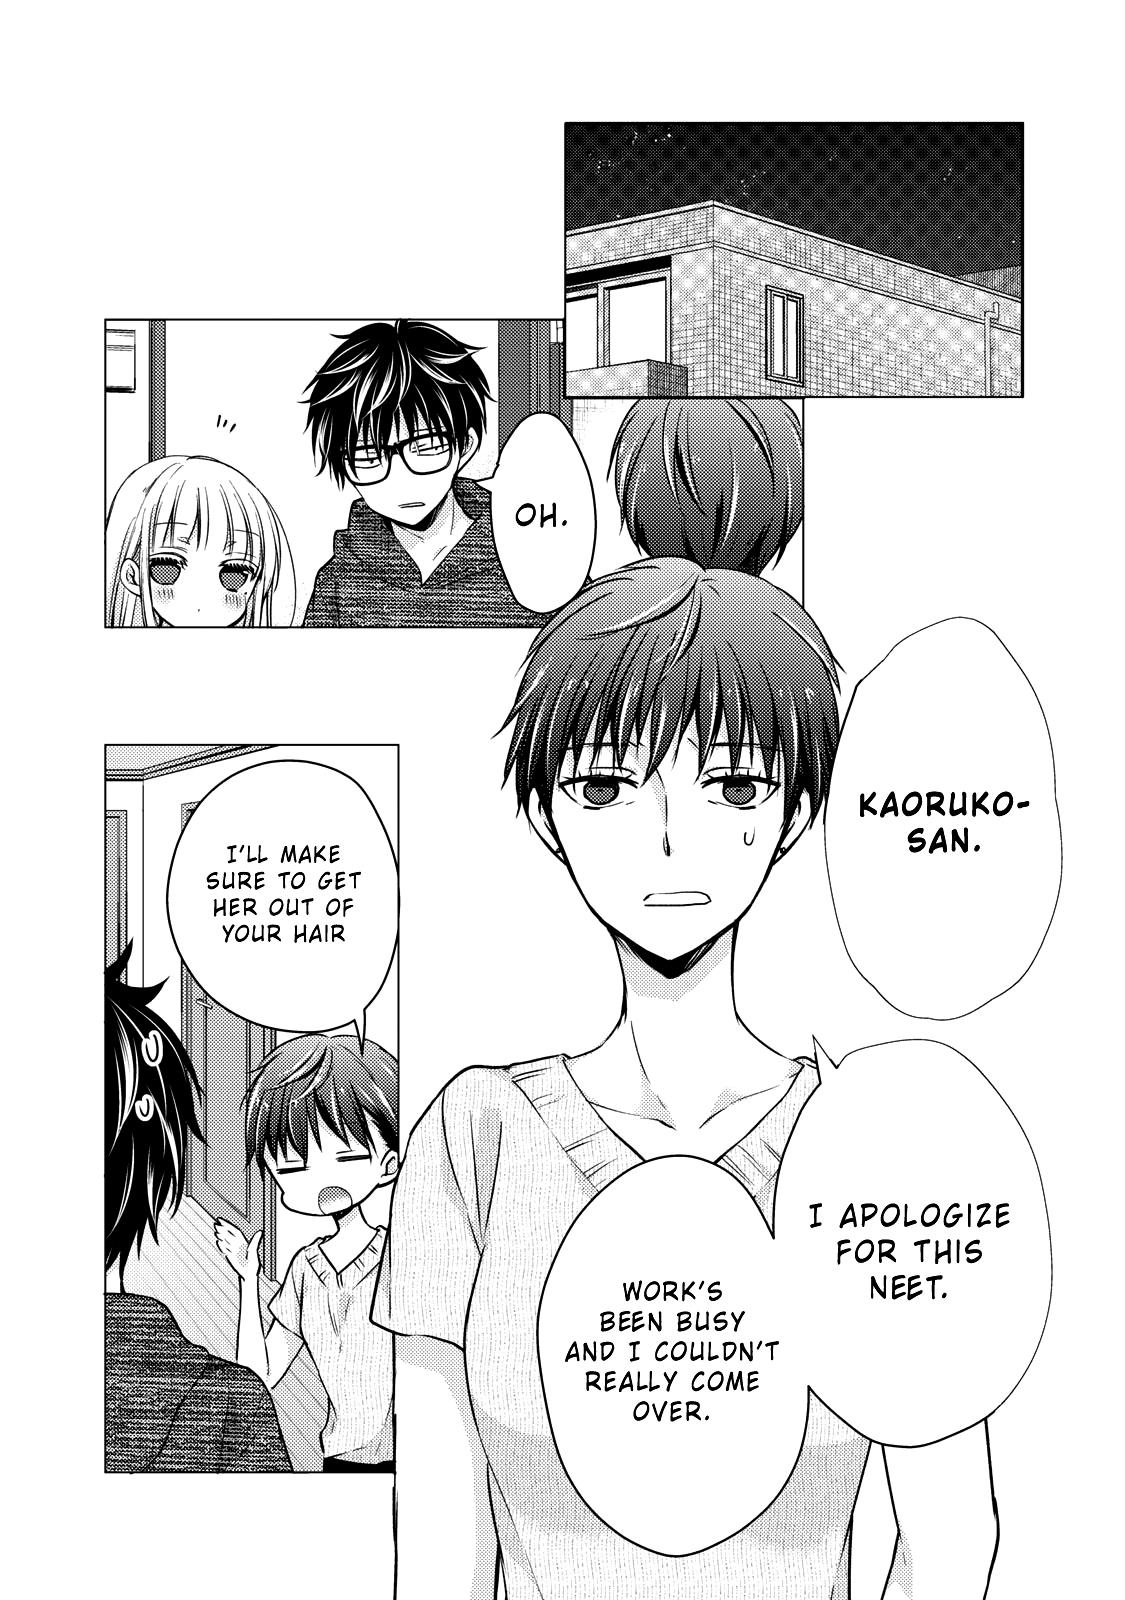 OH.
KAORUKO-
SAN.
I APOLOGIZE
FOR THIS
NEET.
WORK'S
BEEN BUSY
AND I COULDN'T
REALLY COME
OVER.
I'LL MAKE
SURE TO GET
HER OUT OF
YOUR HAIR